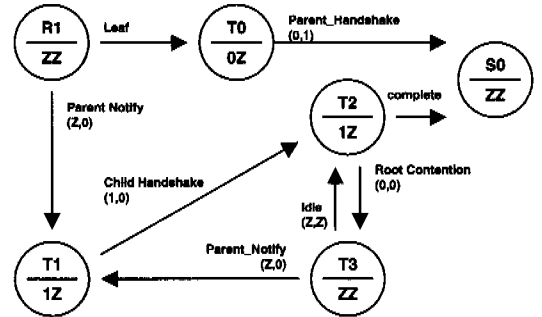 R1
ZZ
Leaf
T0
0Z
Parent_Handshake
(0,1)
S0
ZZ
Parent Notify
(Z,0)
T2
1Z
complete
Child Handshake
(1,0)
Root Contention
(0,0)
Idle
(Z,Z)
T1
1Z
Parent_Notify
(Z,0)
T3
ZZ